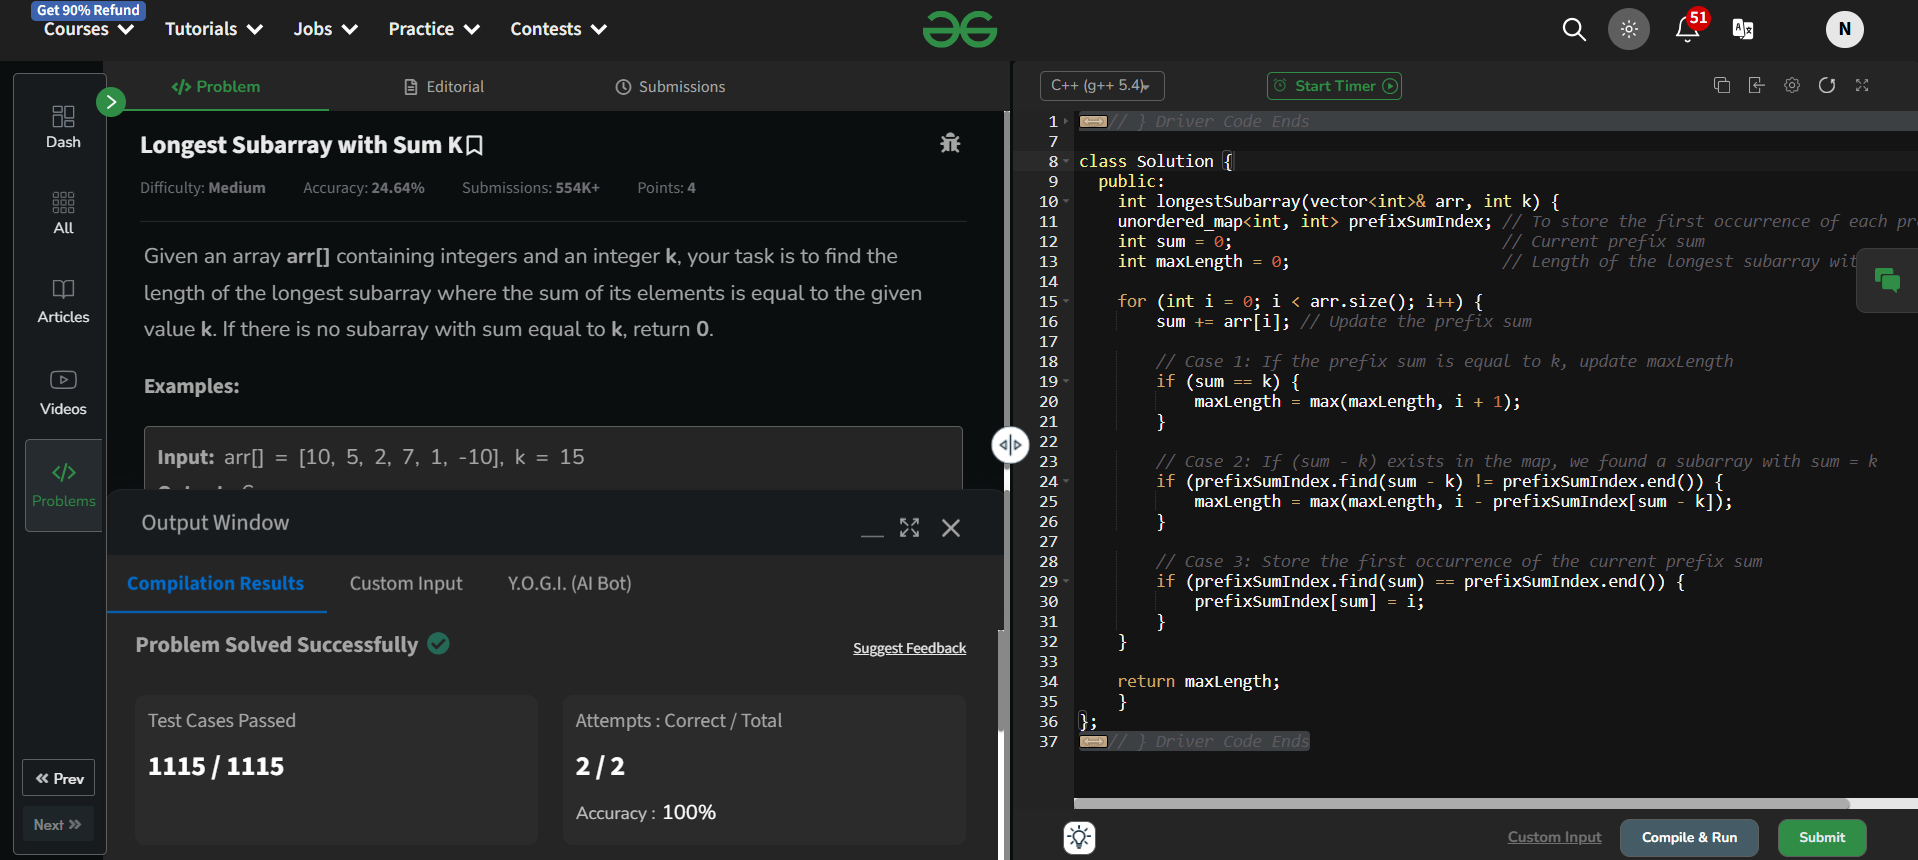 Get 90% Refund
Courses Tutorials Jobs Practice Contests
51
N
Dash
All
Articles
Videos
Problems
Prev
Next
Problem Editorial Submissions
Longest Subarray with Sum K
Difficulty: Medium Accuracy: 24.64% Submissions: 554K+ Points: 4
Given an array arr[] containing integers and an integer k, your task is to find the
length of the longest subarray where the sum of its elements is equal to the given
value k. If there is no subarray with sum equal to k, return 0.
Examples:
Input: arr[] = [10, 5, 2, 7, 1, -10], k = 15
Output Window
Compilation Results Custom Input Y.O.G.I. (AI Bot)
Problem Solved Successfully
Suggest Feedback
Test Cases Passed
1115 / 1115
Attempts : Correct / Total
2 / 2
Accuracy : 100%
C++ (g++ 5.4)
Start Timer
1 // } Driver Code Ends
7
8 class Solution {
9 public:
10 int longestSubarray(vector<int>& arr, int k) {
11 unordered_map<int, int> prefixSumIndex; // To store the first occurrence of each pr
12 int sum = 0; // Current prefix sum
13 int maxLength = 0; // Length of the longest subarray wit
14
15 for (int i = 0; i < arr.size(); i++) {
16 sum += arr[i]; // Update the prefix sum
17
18 // Case 1: If the prefix sum is equal to k, update maxLength
19 if (sum == k) {
20 maxLength = max(maxLength, i + 1);
21 }
22
23 // Case 2: If (sum - k) exists in the map, we found a subarray with sum = k
24 if (prefixSumIndex.find(sum - k) != prefixSumIndex.end()) {
25 maxLength = max(maxLength, i - prefixSumIndex[sum - k]);
26 }
27
28 // Case 3: Store the first occurrence of the current prefix sum
29 if (prefixSumIndex.find(sum) == prefixSumIndex.end()) {
30 prefixSumIndex[sum] = i;
31 }
32 }
33
34 return maxLength;
35 }
36 };
37 // } Driver Code Ends
Custom Input Compile & Run Submit